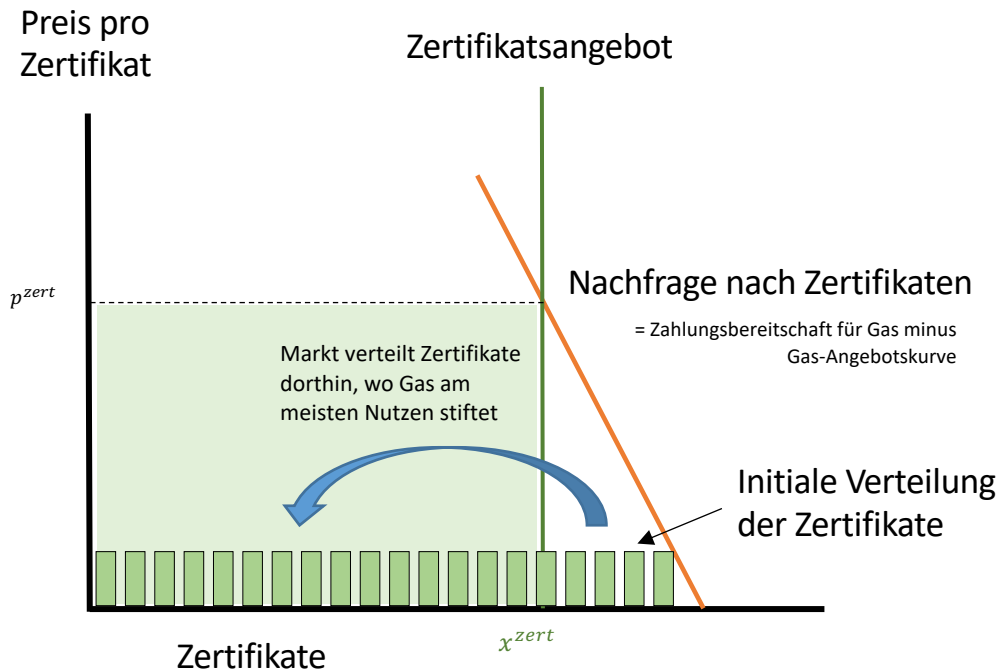 Preis pro
Zertifikat
Zertifikatsangebot
p^zert
Nachfrage nach Zertifikaten
= Zahlungsbereitschaft für Gas minus
Gas-Angebotskurve
Markt verteilt Zertifikate
dorthin, wo Gas am
meisten Nutzen stiftet
Initiale Verteilung
der Zertifikate
x^zert
Zertifikate